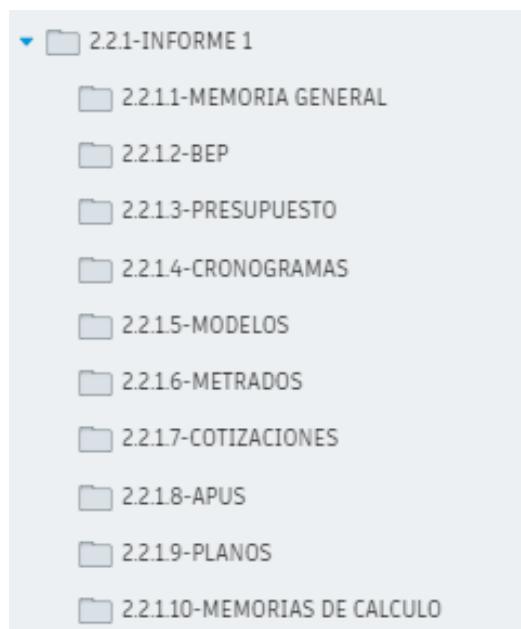 2.2.1-INFORME 1
2.2.1.1-MEMORIA GENERAL
2.2.1.2-BEP
2.2.1.3-PRESUPUESTO
2.2.1.4-CRONOGRAMAS
2.2.1.5-MODELOS
2.2.1.6-METRADOS
2.2.1.7-COTIZACIONES
2.2.1.8-APUS
2.2.1.9-PLANOS
2.2.1.10-MEMORIAS DE CALCULO